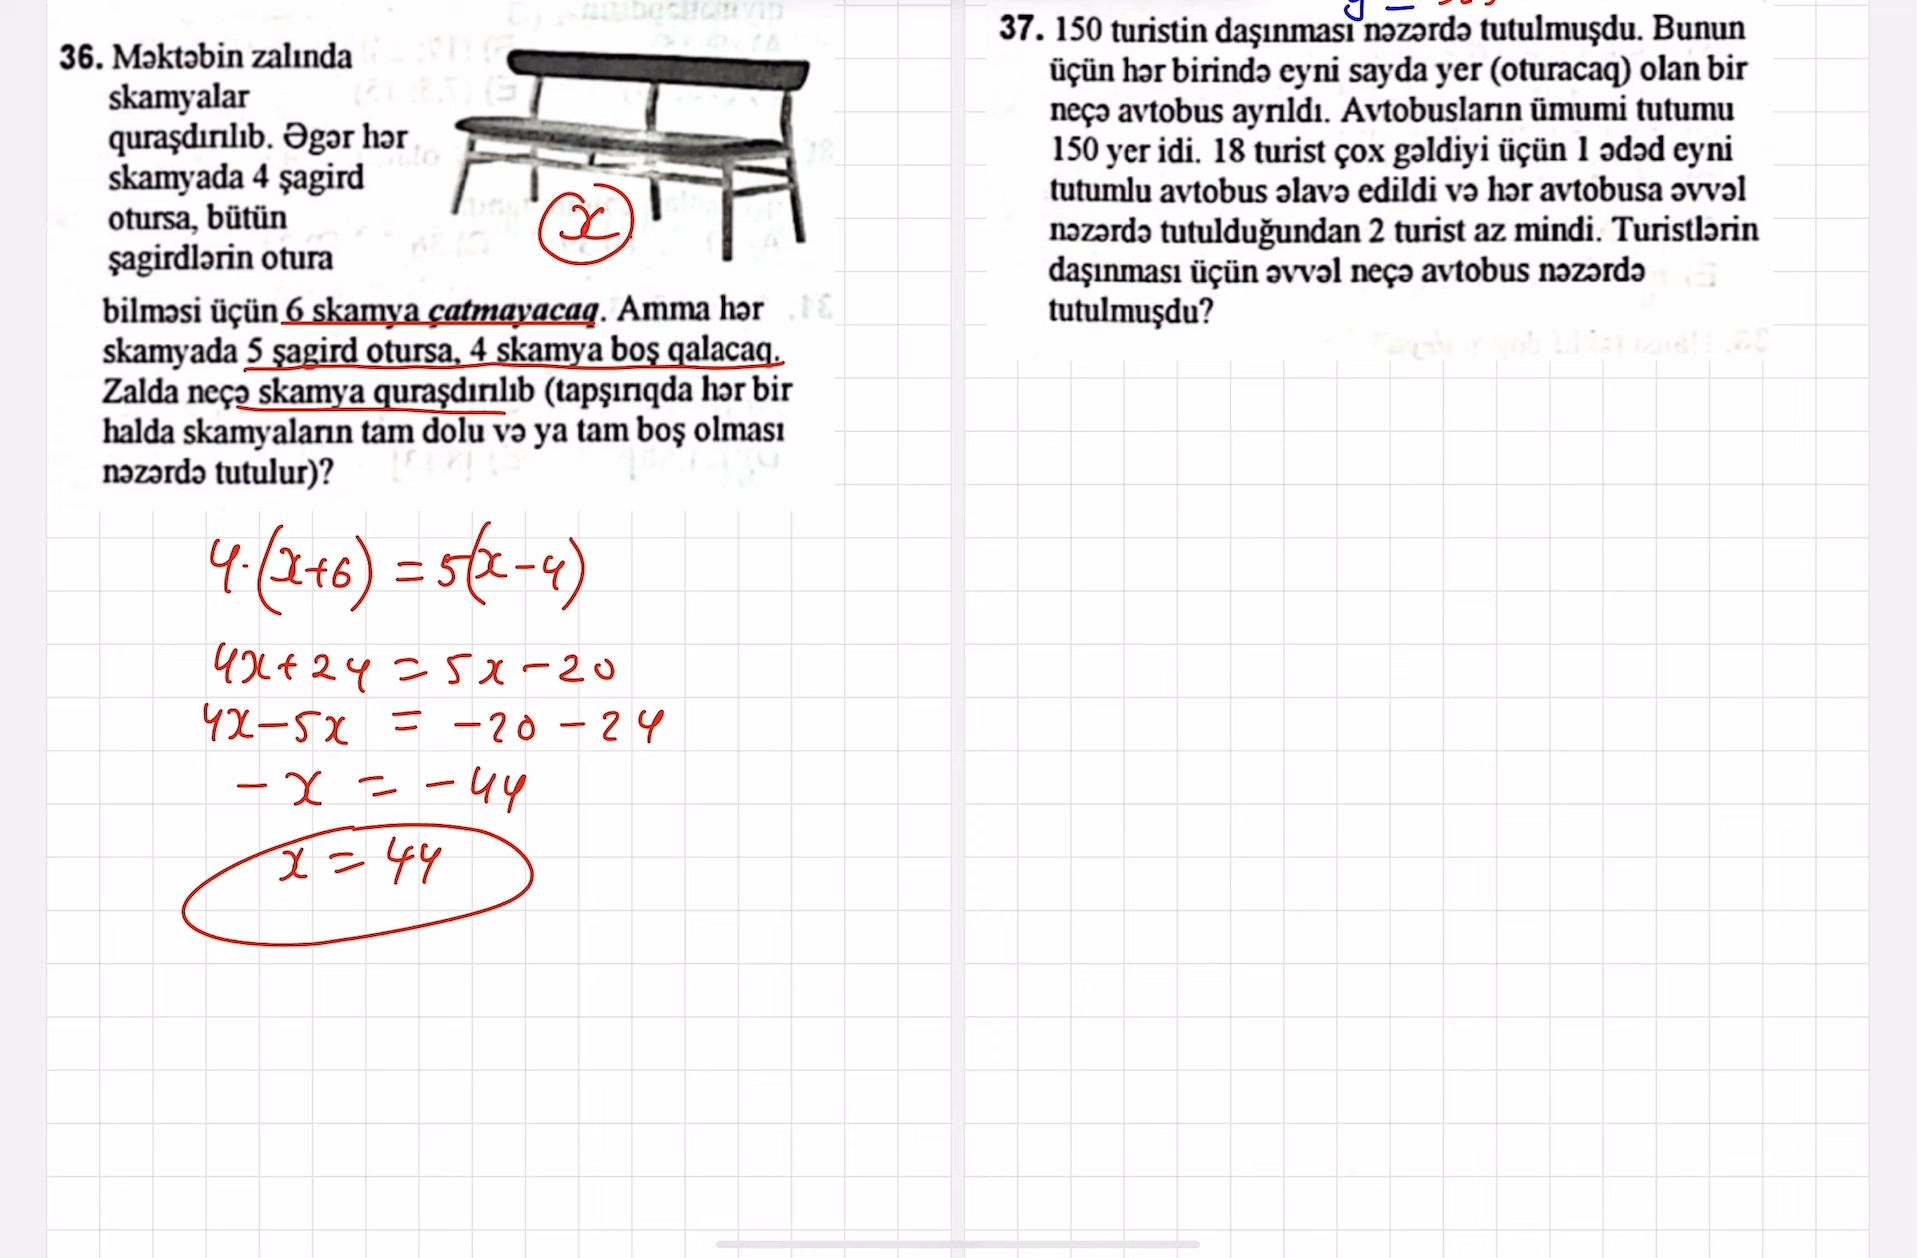 36. Məktəbin zalında
skamyalar
quraşdırılıb. Əgər hər
skamyada 4 şagird
otursa, bütün
şagirdlərin otura
bilməsi üçün 6 skamya çatmayacaq. Amma hər
skamyada 5 şagird otursa, 4 skamya boş qalacaq.
Zalda neçə skamya quraşdırılıb (tapşırıqda hər bir
halda skamyaların tam dolu və ya tam boş olması
nəzərdə tutulur)?
x
4·(x+6) = 5(x-4)
4x+24 = 5x-20
4x-5x = -20-24
-x = -44
x = 44
37. 150 turistin daşınması nəzərdə tutulmuşdu. Bunun
üçün hər birində eyni sayda yer (oturacaq) olan bir
neçə avtobus ayrıldı. Avtobusların ümumi tutumu
150 yer idi. 18 turist çox gəldiyi üçün 1 ədəd eyni
tutumlu avtobus əlavə edildi və hər avtobusa əvvəl
nəzərdə tutulduğundan 2 turist az mindi. Turistlərin
daşınması üçün əvvəl neçə avtobus nəzərdə
tutulmuşdu?